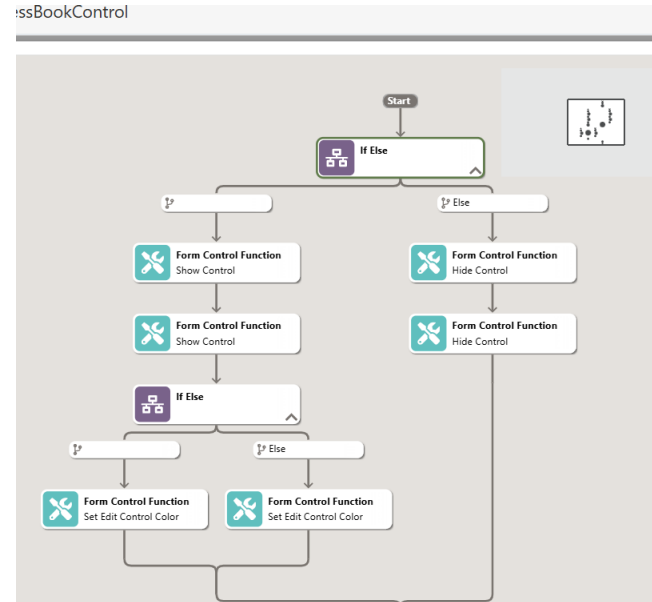 essBookControl
Start
If Else
Else
Form Control Function
Show Control
Form Control Function
Hide Control
Form Control Function
Show Control
Form Control Function
Hide Control
If Else
Else
Form Control Function
Set Edit Control Color
Form Control Function
Set Edit Control Color